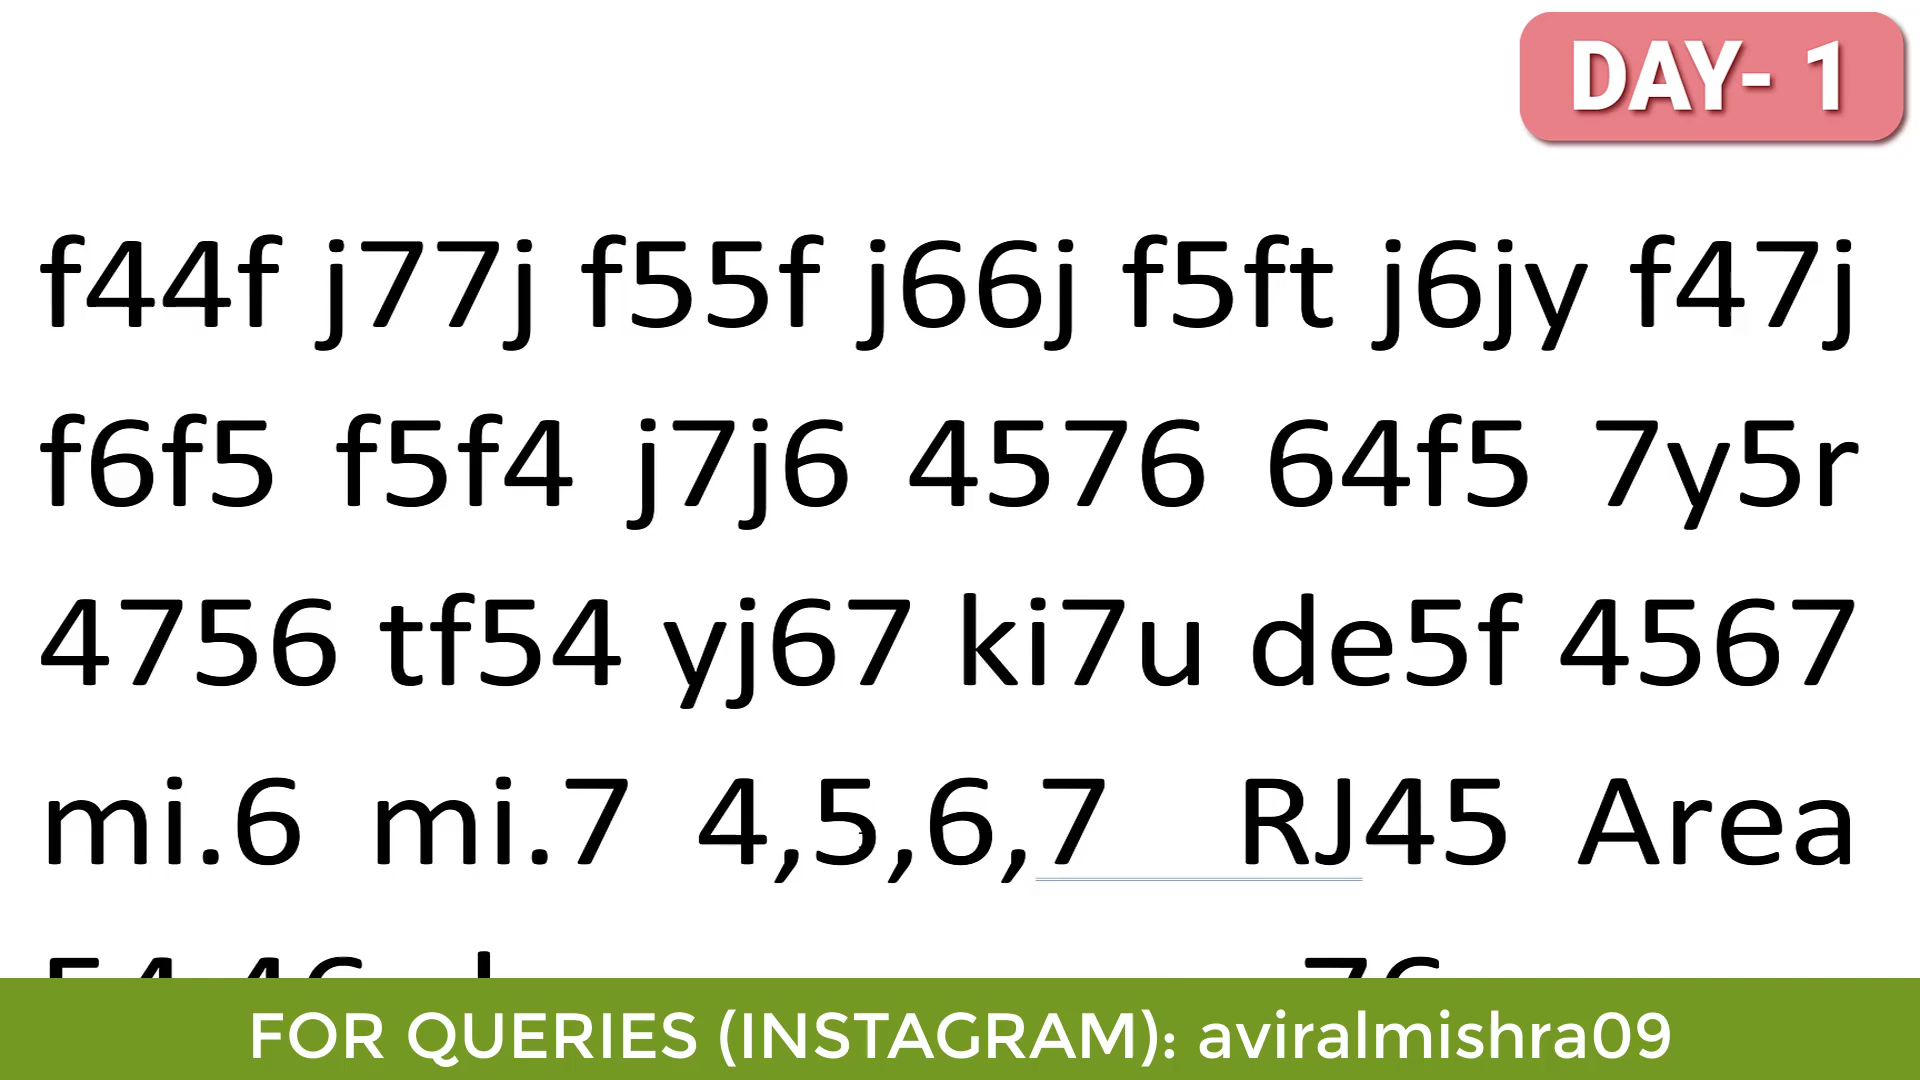 DAY- 1
f44f j77j f55f j66j f5ft j6jy f47j
f6f5 f5f4 j7j6 4576 64f5 7y5r
4756 tf54 yj67 ki7u de5f 4567
mi.6 mi.7 4,5,6,7 RJ45 Area
FOR QUERIES (INSTAGRAM): aviralmishra09